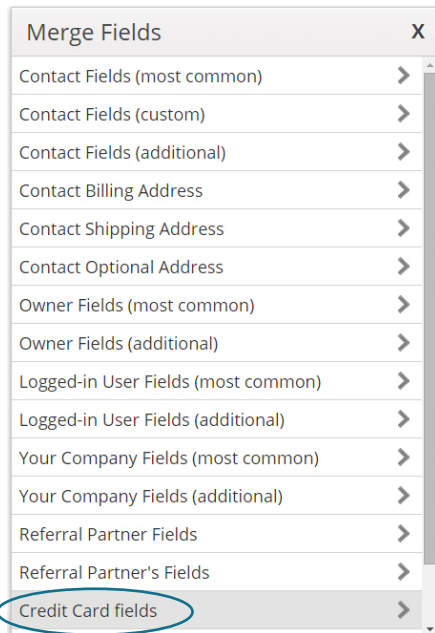 Merge Fields X
Contact Fields (most common)
Contact Fields (custom)
Contact Fields (additional)
Contact Billing Address
Contact Shipping Address
Contact Optional Address
Owner Fields (most common)
Owner Fields (additional)
Logged-in User Fields (most common)
Logged-in User Fields (additional)
Your Company Fields (most common)
Your Company Fields (additional)
Referral Partner Fields
Referral Partner's Fields
Credit Card fields